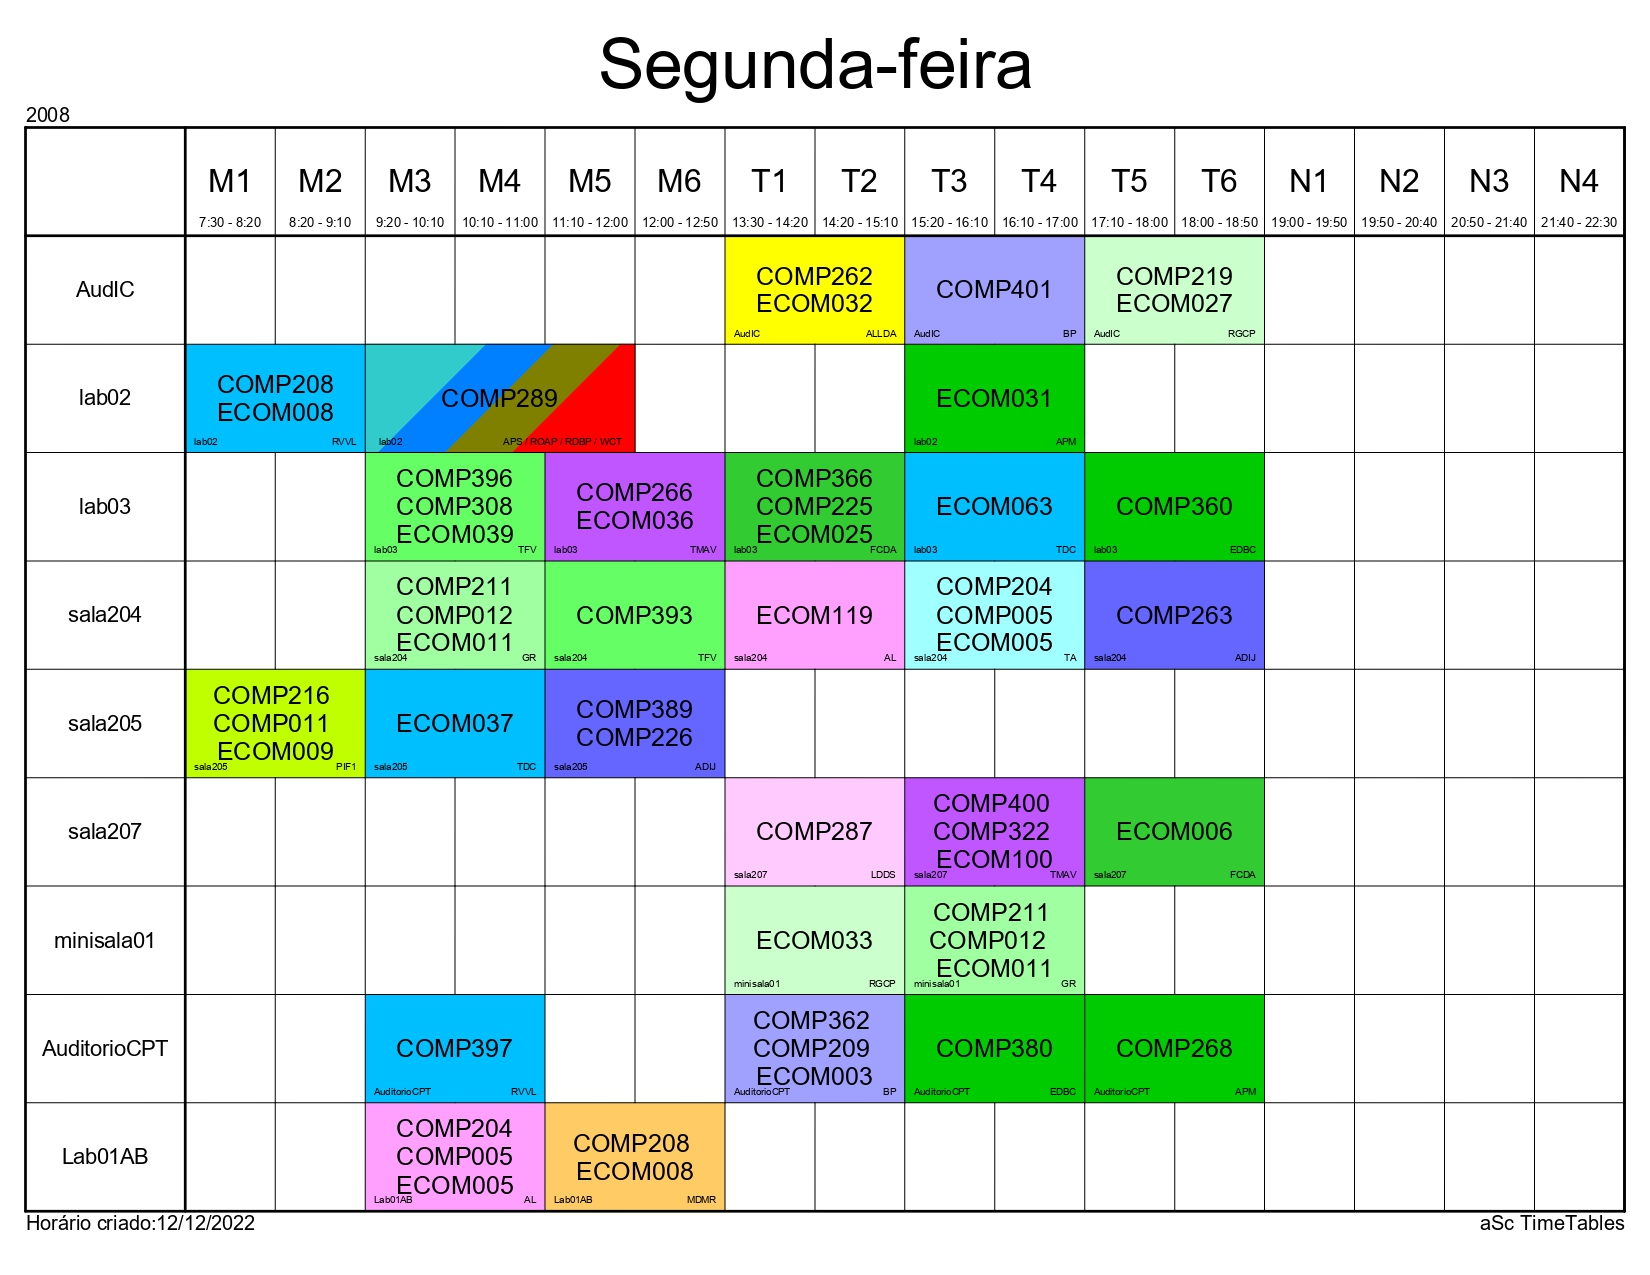 Segunda-feira
2008
M1 M2 M3 M4 M5 M6 T1 T2 T3 T4 T5 T6 N1 N2 N3 N4
7:30 - 8:20 8:20 - 9:10 9:20 - 10:10 10:10 - 11:00 11:10 - 12:00 12:00 - 12:50 13:30 - 14:20 14:20 - 15:10 15:20 - 16:10 16:10 - 17:00 17:10 - 18:00 18:00 - 18:50 19:00 - 19:50 19:50 - 20:40 20:50 - 21:40 21:40 - 22:30
AudIC
COMP262
ECOM032
AudIC ALLDA
COMP401
AudIC BP
COMP219
ECOM027
AudIC RGCP
lab02
COMP208
ECOM008
lab02 RVVL
COMP289
lab02 APS / ROAP / RDBP / WCT
ECOM031
lab02 APM
lab03
COMP396
COMP308
ECOM039
lab03 TFV
COMP266
ECOM036
lab03 TMAV
COMP366
COMP225
ECOM025
lab03 FCDA
ECOM063
lab03 TDC
COMP360
lab03 EDBC
sala204
COMP211
COMP012
ECOM011
sala204 GR
COMP393
sala204 TFV
ECOM119
sala204 AL
COMP204
COMP005
ECOM005
sala204 TA
COMP263
sala204 ADIJ
sala205
COMP216
COMP011
ECOM009
sala205 PIF1
ECOM037
sala205 TDC
COMP389
COMP226
sala205 ADIJ
sala207
COMP287
sala207 LDDS
COMP400
COMP322
ECOM100
sala207 TMAV
ECOM006
sala207 FCDA
minisala01
ECOM033
minisala01 RGCP
COMP211
COMP012
ECOM011
minisala01 GR
AuditorioCPT
COMP397
AuditorioCPT RVVL
COMP362
COMP209
ECOM003
AuditorioCPT BP
COMP380
AuditorioCPT EDBC
COMP268
AuditorioCPT APM
Lab01AB
COMP204
COMP005
ECOM005
Lab01AB AL
COMP208
ECOM008
Lab01AB MDMR
Horário criado:12/12/2022
aSc TimeTables